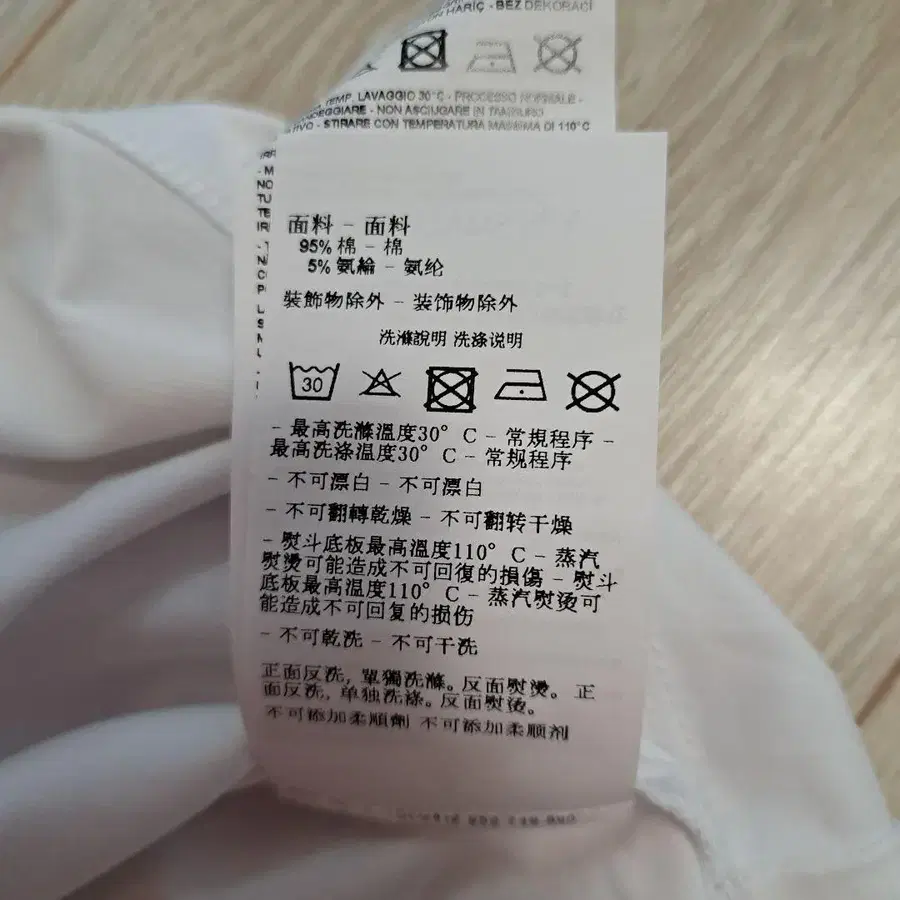 HARİÇ - BEZ DEKORACJI
TEMP. LAVAGGIO 30°C - PROCESSO NORMALE -
NDEGGIARE - NON ASCIUGARE IN TAMBURO
TIVO - STIRARE CON TEMPERATURA MASSIMA DI 110°C
面料 - 面料
95% 棉 - 棉
5% 氨綸 - 氨纶
裝飾物除外 - 装饰物除外
洗滌說明 洗涤说明
30
- 最高洗滌溫度30° C - 常規程序 -
最高洗涤温度30° C - 常规程序
- 不可漂白 - 不可漂白
- 不可翻轉乾燥 - 不可翻转干燥
- 熨斗底板最高溫度110° C - 蒸汽
熨燙可能造成不可回復的損傷 - 熨斗
底板最高温度110° C - 蒸汽熨烫可
能造成不可回复的损伤
- 不可乾洗 - 不可干洗
正面反洗, 單獨洗滌。反面熨燙。 正
面反洗, 单独洗涤。反面熨烫。
不可添加柔順劑 不可添加柔顺剂